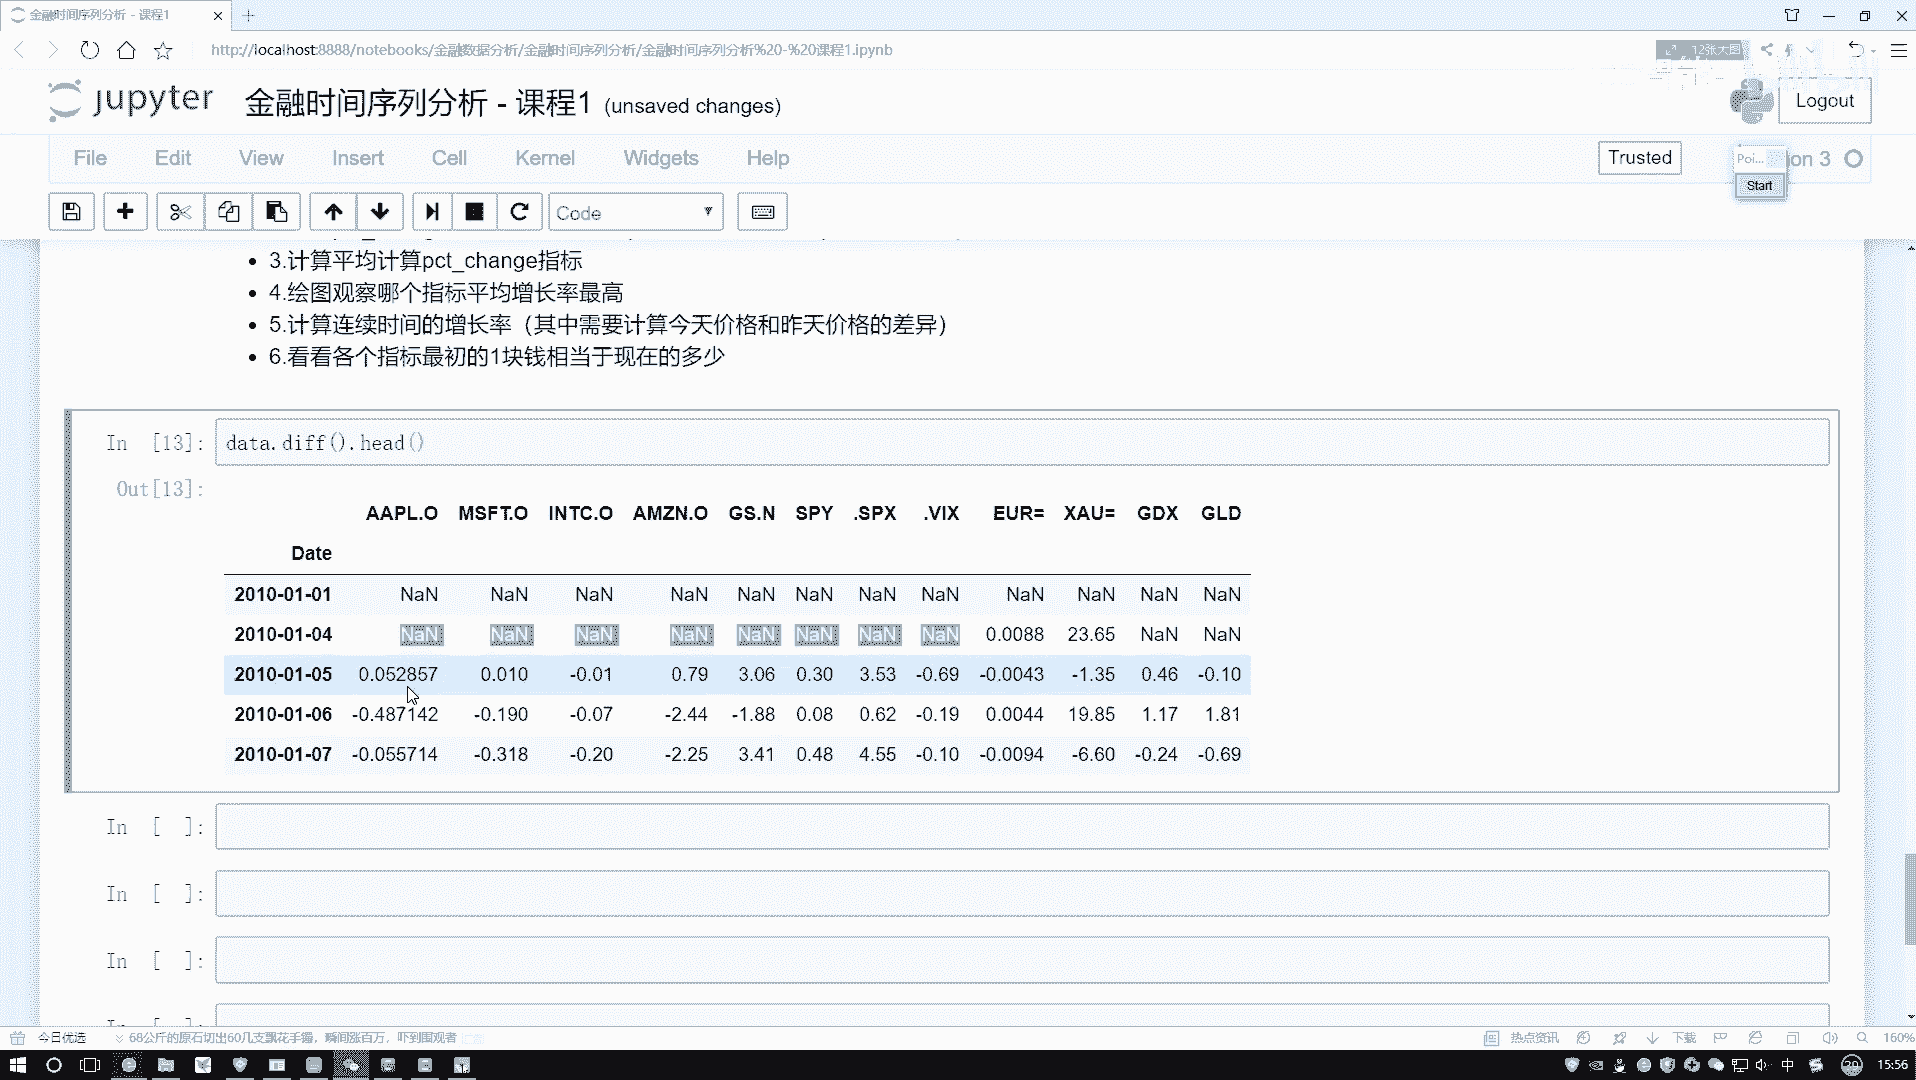 金融时间序列分析 - 课程1
http://localhost:8888/notebooks/金融数据分析/金融时间序列分析/金融时间序列分析%20-%20课程1.ipynb
12张大图
jupyter 金融时间序列分析 - 课程1 (unsaved changes)
Logout
File Edit View Insert Cell Kernel Widgets Help
Trusted
Poi...
on 3
Start
Code
3.计算平均计算pct_change指标
4.绘图观察哪个指标平均增长率最高
5.计算连续时间的增长率（其中需要计算今天价格和昨天价格的差异）
6.看看各个指标最初的1块钱相当于现在的多少
In [13]: data.diff().head()
Out[13]:
AAPL.O MSFT.O INTC.O AMZN.O GS.N SPY .SPX .VIX EUR= XAU= GDX GLD
Date
2010-01-01 NaN NaN NaN NaN NaN NaN NaN NaN NaN NaN NaN NaN
2010-01-04 NaN NaN NaN NaN NaN NaN NaN NaN 0.0088 23.65 NaN NaN
2010-01-05 0.052857 0.010 -0.01 0.79 3.06 0.30 3.53 -0.69 -0.0043 -1.35 0.46 -0.10
2010-01-06 -0.487142 -0.190 -0.07 -2.44 -1.88 0.08 0.62 -0.19 0.0044 19.85 1.17 1.81
2010-01-07 -0.055714 -0.318 -0.20 -2.25 3.41 0.48 4.55 -0.10 -0.0094 -6.60 -0.24 -0.69
In [ ]:
In [ ]:
In [ ]:
今日优选
68公斤的原石切出60几支飘花手镯，瞬间涨百万，吓到围观者
热点资讯
下载
160%
中
20
15:56